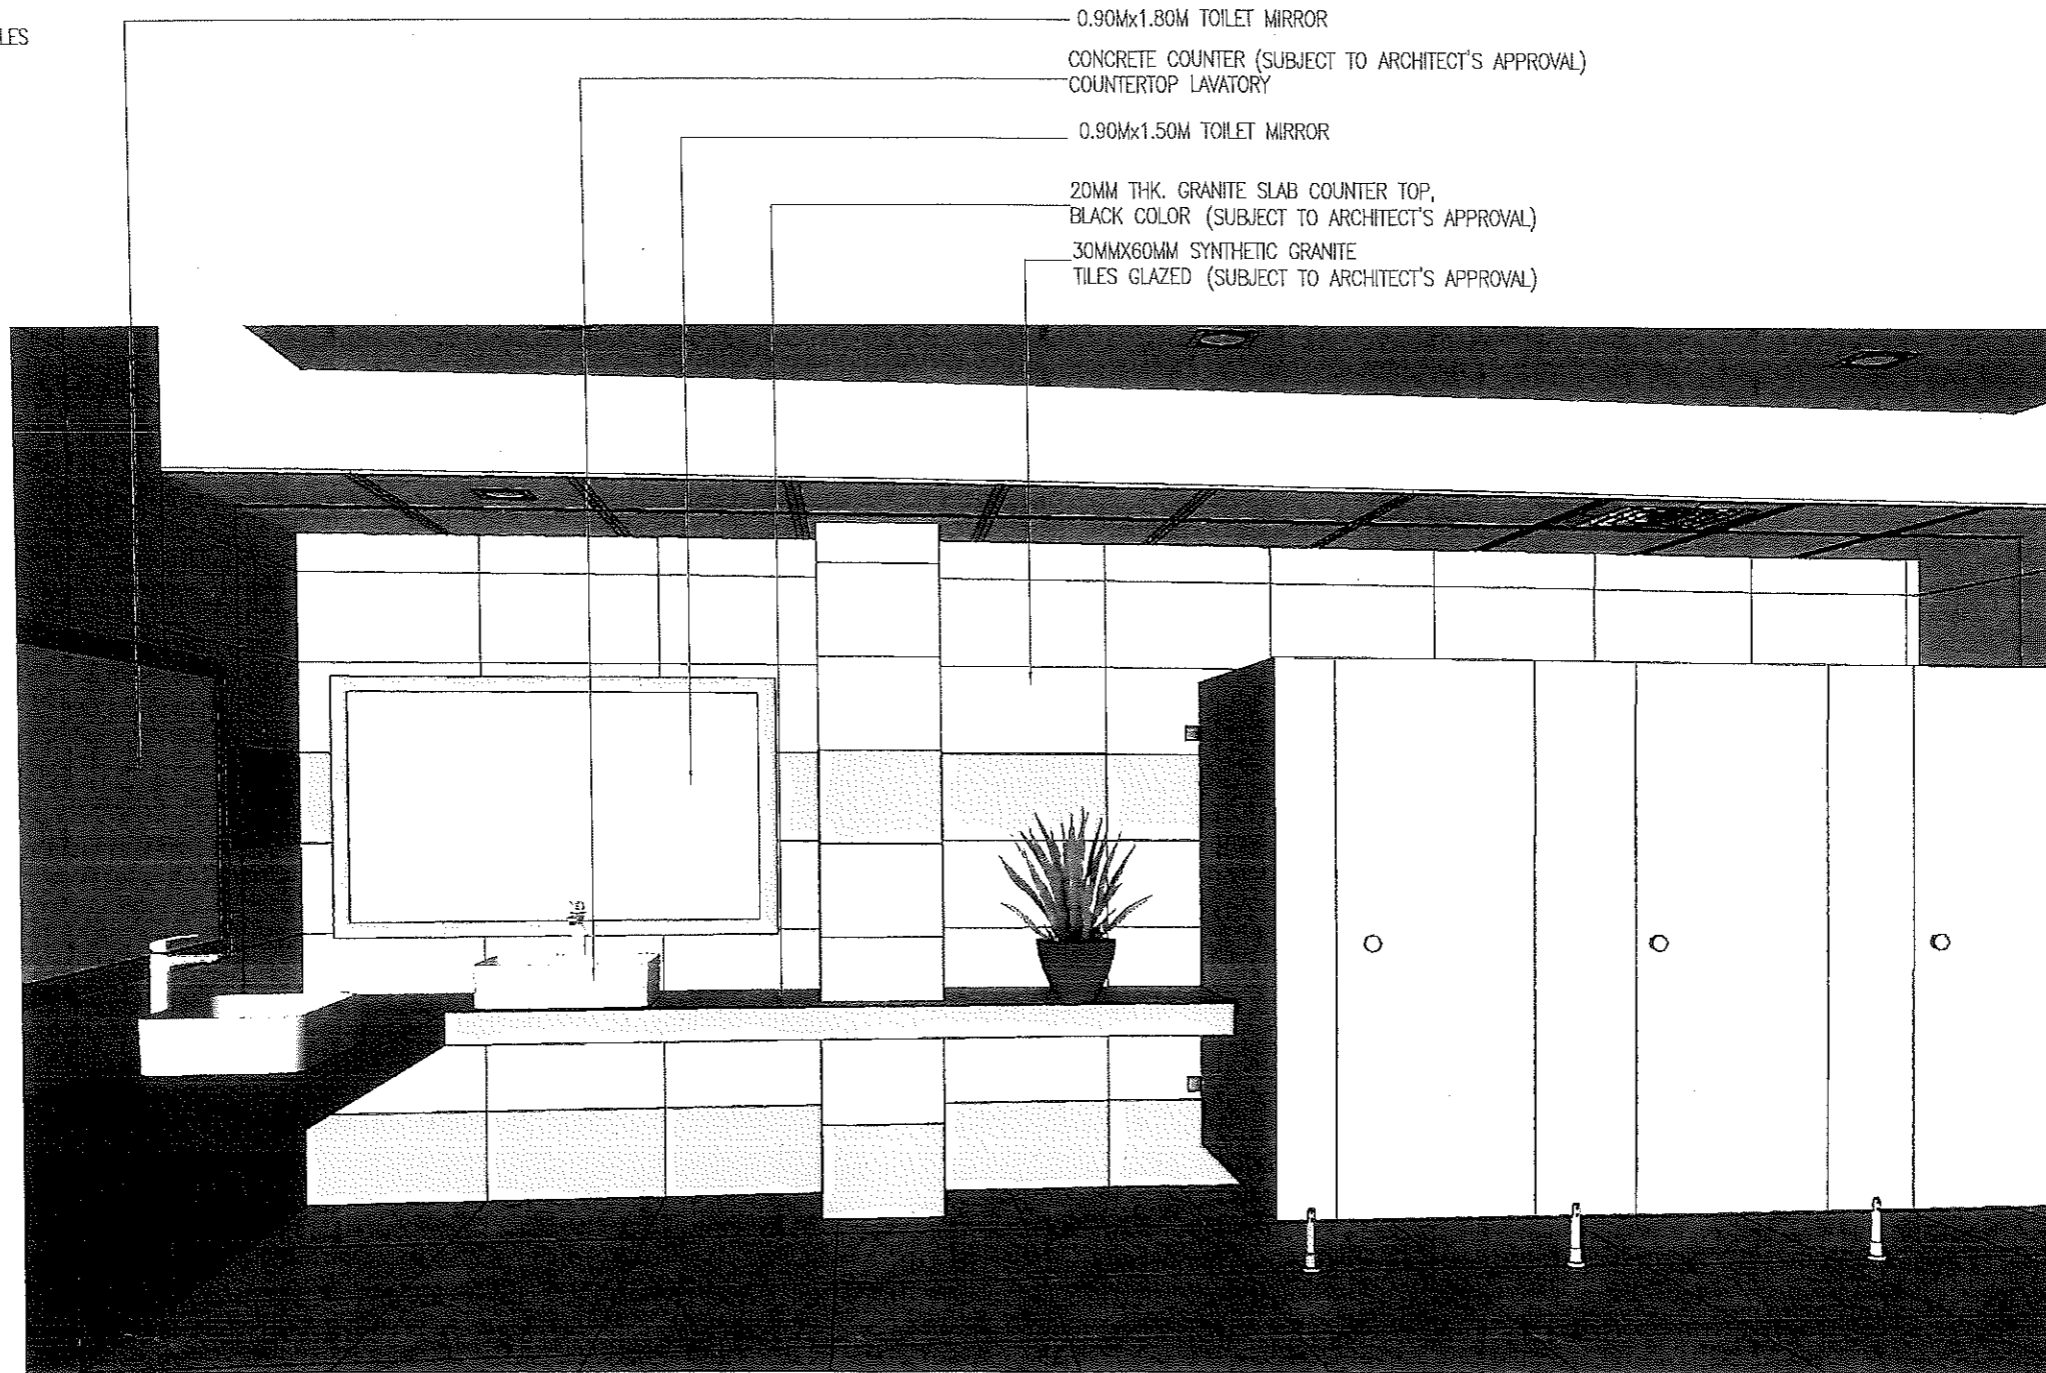 0.90Mx1.80M TOILET MIRROR
LES
CONCRETE COUNTER (SUBJECT TO ARCHITECT'S APPROVAL)
COUNTERTOP LAVATORY
0.90Mx1.50M TOILET MIRROR
20MM THK. GRANITE SLAB COUNTER TOP,
BLACK COLOR (SUBJECT TO ARCHITECT'S APPROVAL)
30MMX60MM SYNTHETIC GRANITE
TILES GLAZED (SUBJECT TO ARCHITECT'S APPROVAL)